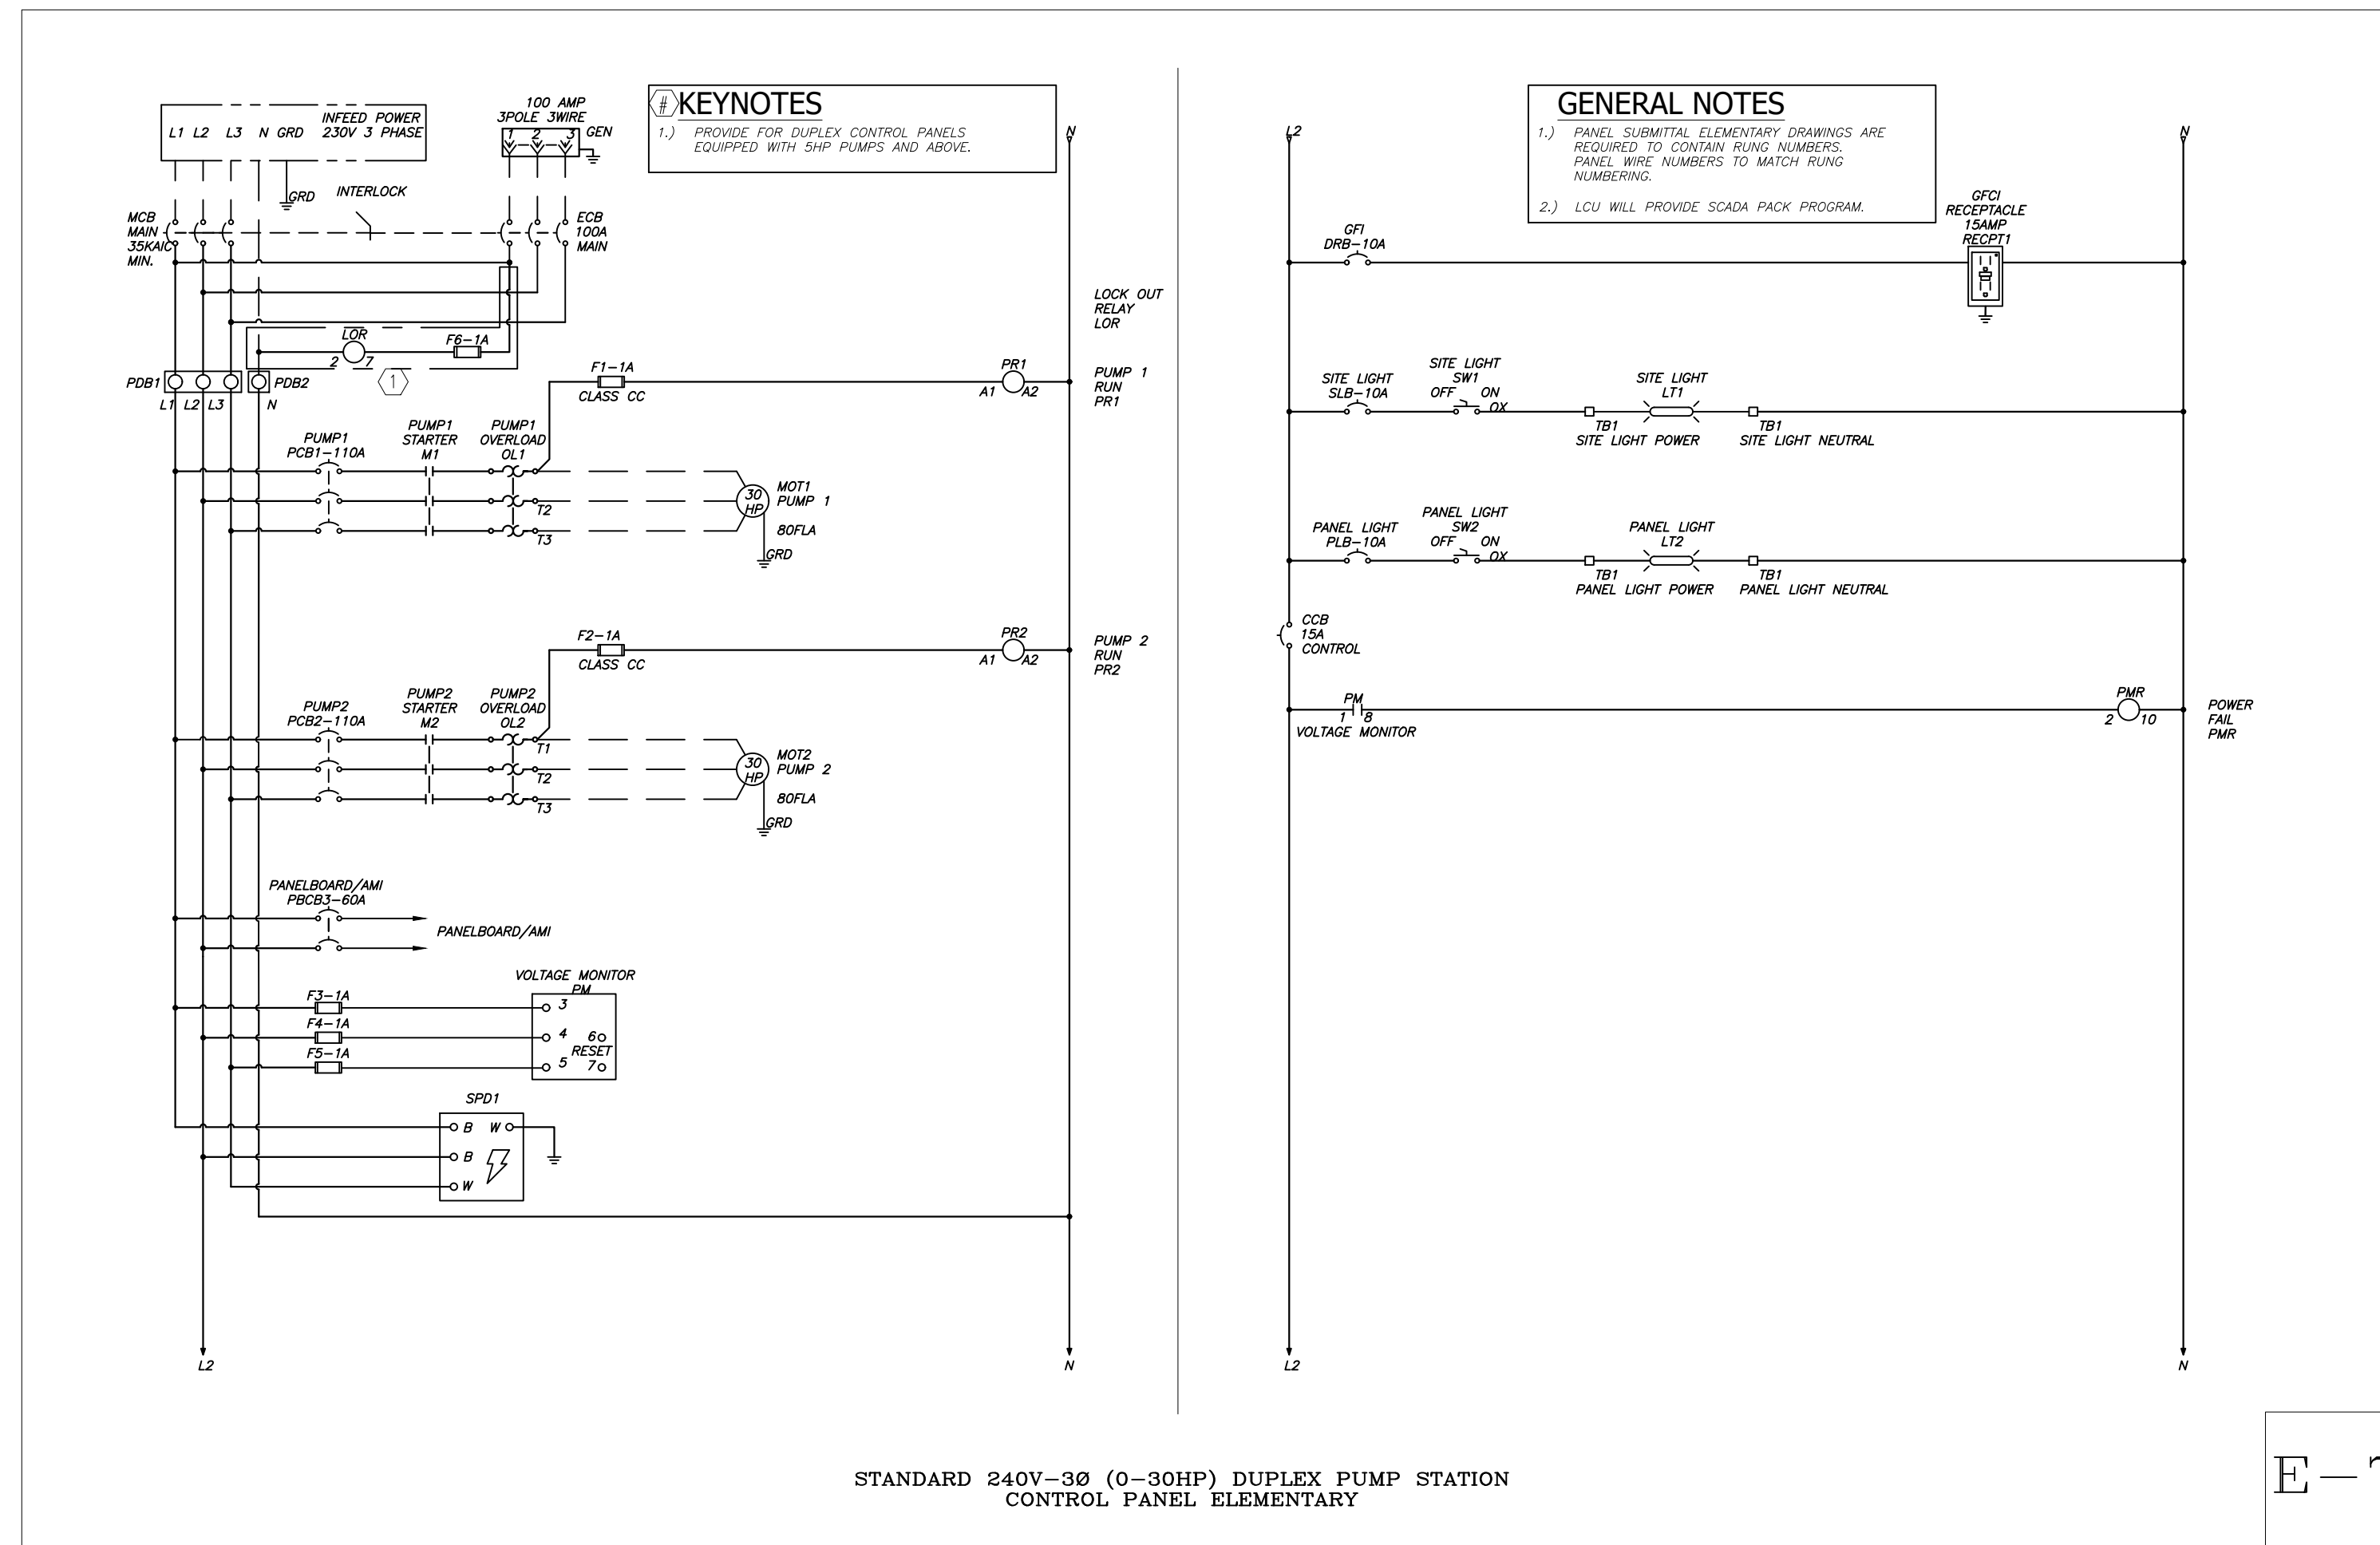 INFEED POWER
L1 L2 L3 N GRD 230V 3 PHASE
100 AMP
3POLE 3WIRE
1 2 3 GEN
GRD
INTERLOCK
MCB
MAIN
35KAIC
MIN.
ECB
100A
MAIN
# KEYNOTES
1.) PROVIDE FOR DUPLEX CONTROL PANELS
EQUIPPED WITH 5HP PUMPS AND ABOVE.
N
LOR
2 7
F6-1A
1
PDB1
PDB2
L1 L2 L3 N
LOCK OUT
RELAY
LOR
F1-1A
CLASS CC
PR1
A1 A2
PUMP 1
RUN
PR1
PUMP1
PCB1-110A
PUMP1
STARTER
M1
PUMP1
OVERLOAD
OL1
T2
T3
30
HP
MOT1
PUMP 1
80FLA
GRD
F2-1A
CLASS CC
PR2
A1 A2
PUMP 2
RUN
PR2
PUMP2
PCB2-110A
PUMP2
STARTER
M2
PUMP2
OVERLOAD
OL2
T1
T2
T3
30
HP
MOT2
PUMP 2
80FLA
GRD
PANELBOARD/AMI
PBCB3-60A
PANELBOARD/AMI
VOLTAGE MONITOR
PM
F3-1A
3
F4-1A
4 6
RESET
F5-1A
5 7
SPD1
B W
B
W
L2
N
L2
GENERAL NOTES
1.) PANEL SUBMITTAL ELEMENTARY DRAWINGS ARE
REQUIRED TO CONTAIN RUNG NUMBERS.
PANEL WIRE NUMBERS TO MATCH RUNG
NUMBERING.
2.) LCU WILL PROVIDE SCADA PACK PROGRAM.
N
GFI
DRB-10A
GFCI
RECEPTACLE
15AMP
RECPT1
SITE LIGHT
SLB-10A
SITE LIGHT
SW1
OFF ON
OX
SITE LIGHT
LT1
TB1
SITE LIGHT POWER
TB1
SITE LIGHT NEUTRAL
PANEL LIGHT
PLB-10A
PANEL LIGHT
SW2
OFF ON
OX
PANEL LIGHT
LT2
TB1
PANEL LIGHT POWER
TB1
PANEL LIGHT NEUTRAL
CCB
15A
CONTROL
PM
1 8
VOLTAGE MONITOR
PMR
2 10
POWER
FAIL
PMR
L2
N
STANDARD 240V-3Ø (0-30HP) DUPLEX PUMP STATION
CONTROL PANEL ELEMENTARY
E-